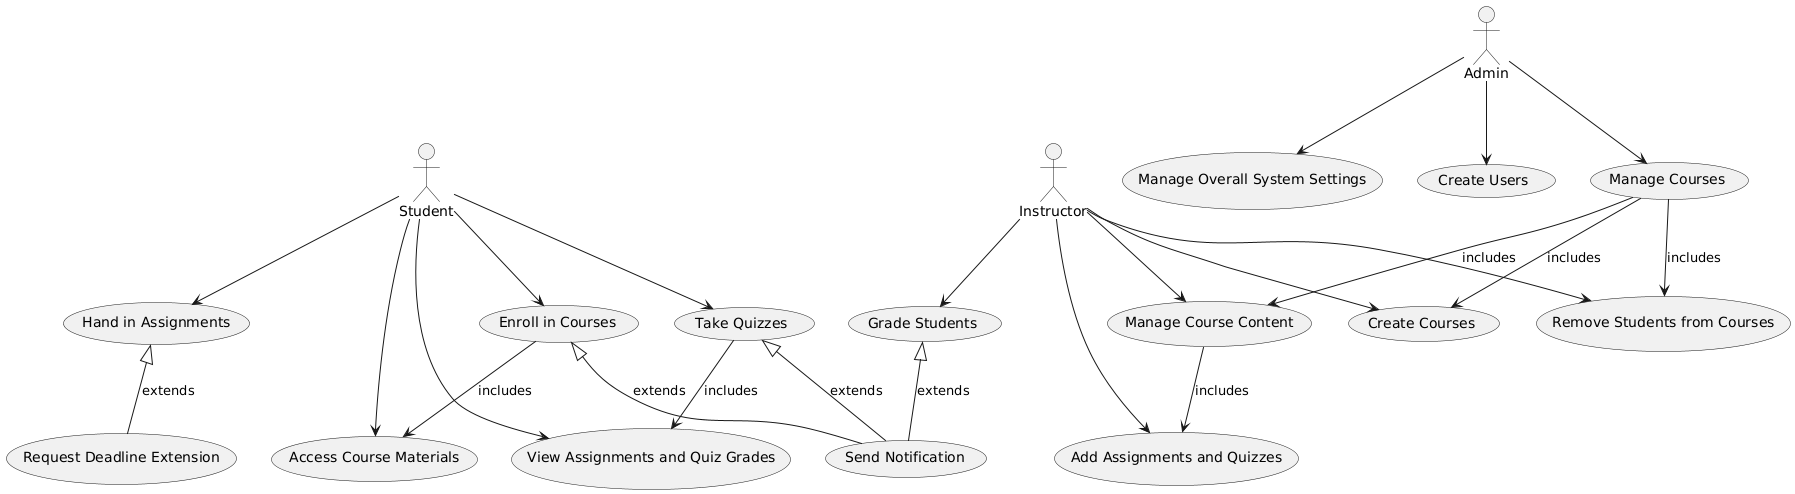 Admin
Manage Overall System Settings
Create Users
Manage Courses
Student
Instructor
includes
includes
includes
Hand in Assignments
Enroll in Courses
Take Quizzes
Grade Students
Manage Course Content
Create Courses
Remove Students from Courses
extends
includes
extends
includes
extends
extends
includes
Request Deadline Extension
Access Course Materials
View Assignments and Quiz Grades
Send Notification
Add Assignments and Quizzes